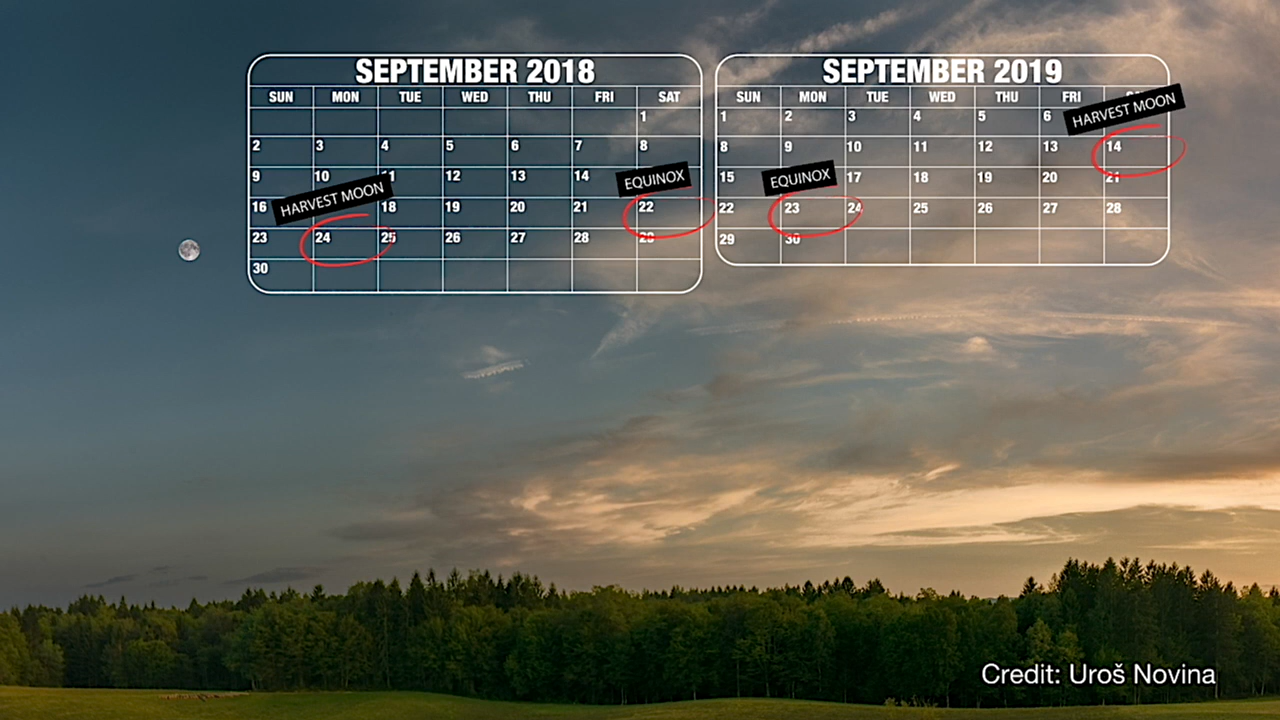 SEPTEMBER 2018
SUN MON TUE WED THU FRI SAT
1
2 3 4 5 6 7 8
9 10 12 13 14 EQUINOX
16 HARVEST MOON 18 19 20 21 22
23 24 25 26 27 28 29
30
SEPTEMBER 2019
SUN MON TUE WED THU FRI
1 2 3 4 5 6 HARVEST MOON
8 9 10 11 12 13 14
15 EQUINOX 17 18 19 20 21
22 23 24 25 26 27 28
29 30
Credit: Uroš Novina